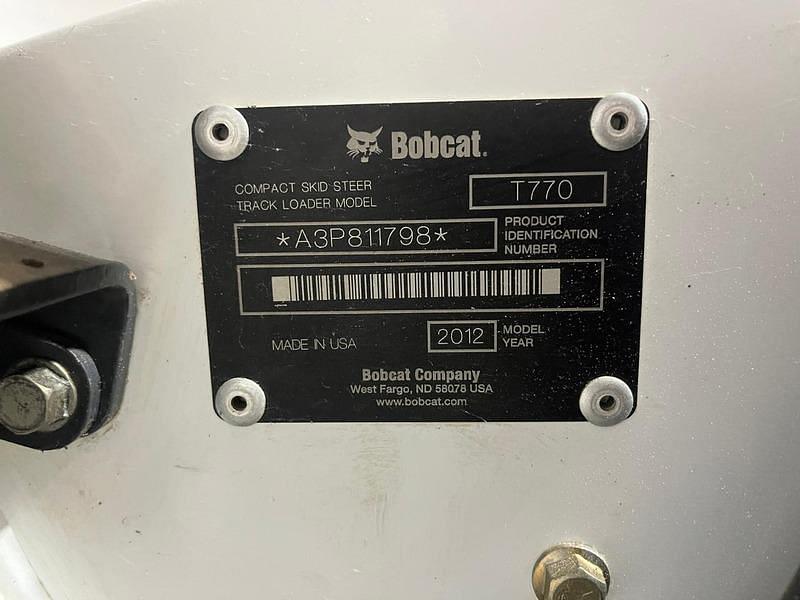 Bobcat.
COMPACT SKID STEER
TRACK LOADER MODEL
T770
*A3P811798*
PRODUCT
IDENTIFICATION
NUMBER
MADE IN USA
2012
MODEL
YEAR
Bobcat Company
West Fargo, ND 58078 USA
www.bobcat.com